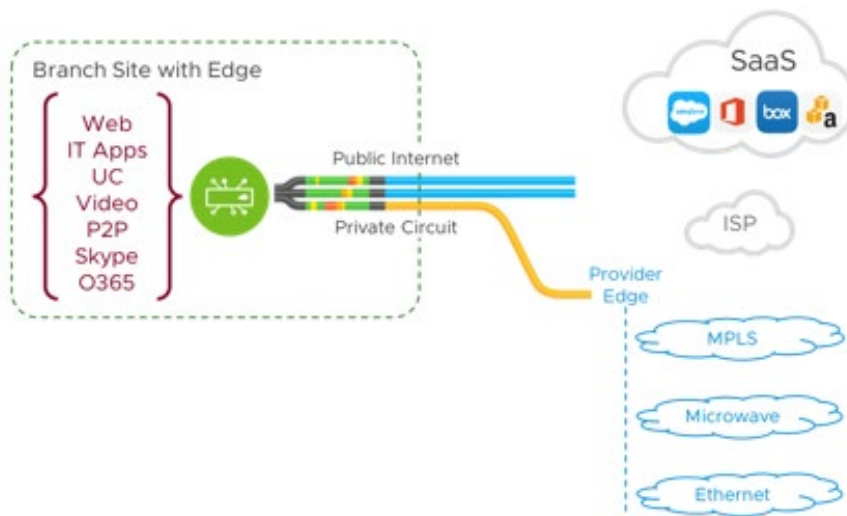 Branch Site with Edge
Web
IT Apps
UC
Video
P2P
Skype
O365
Public Internet
Private Circuit
SaaS
salesforce
box
a
ISP
Provider
Edge
MPLS
Microwave
Ethernet